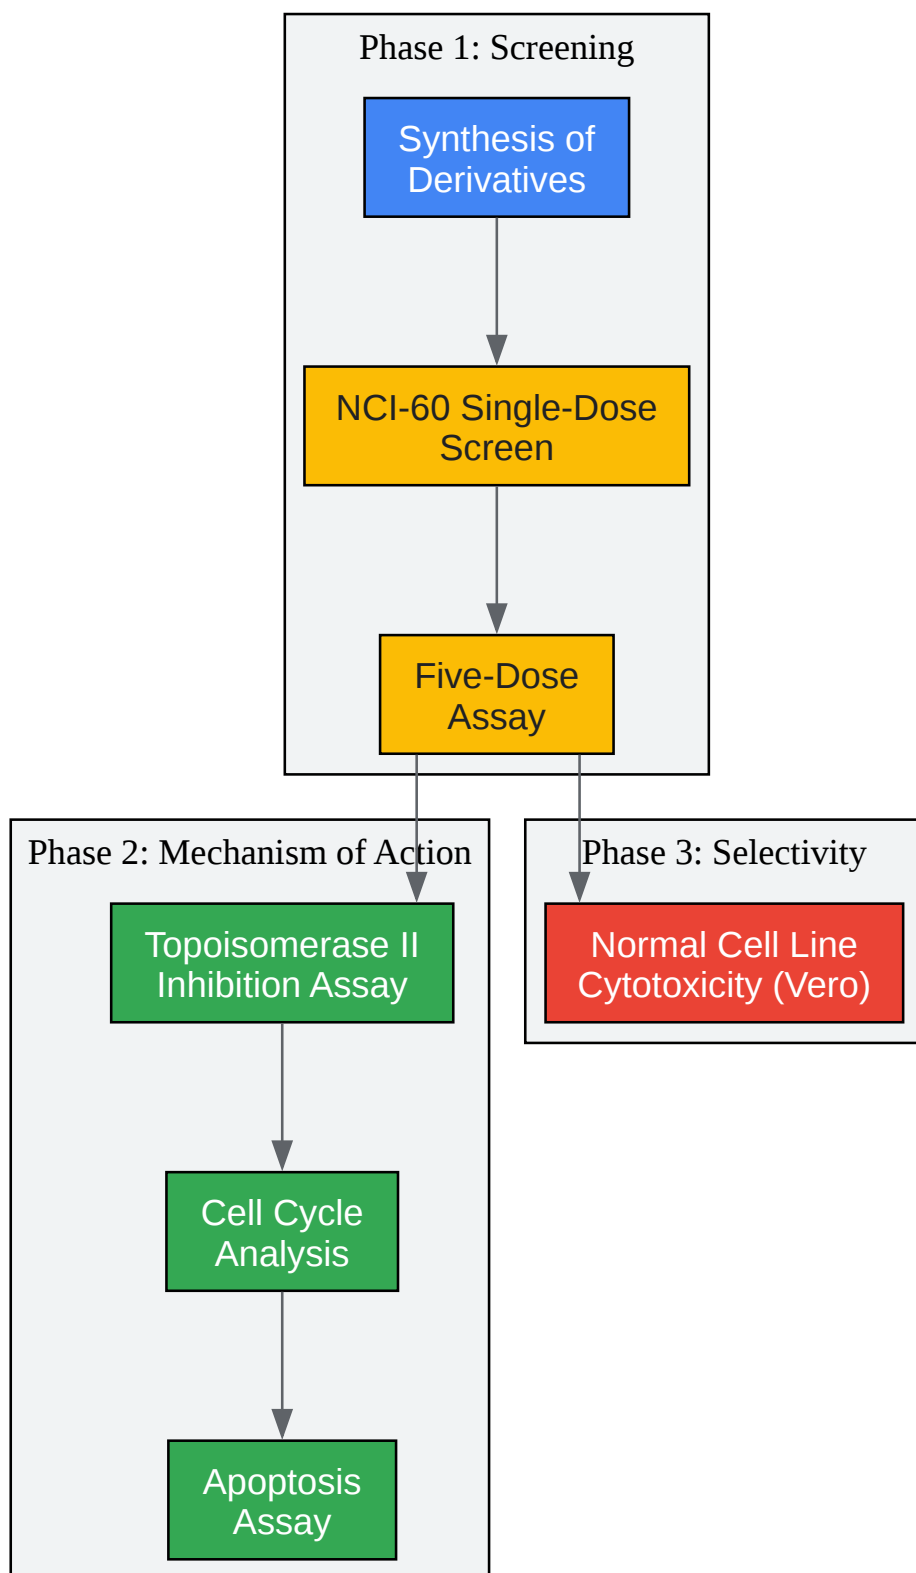 Phase 1: Screening
Synthesis of
Derivatives
NCI-60 Single-Dose
Screen
Five-Dose
Assay
Phase 2: Mechanism of Action
Topoisomerase II
Inhibition Assay
Cell Cycle
Analysis
Apoptosis
Assay
Phase 3: Selectivity
Normal Cell Line
Cytotoxicity (Vero)